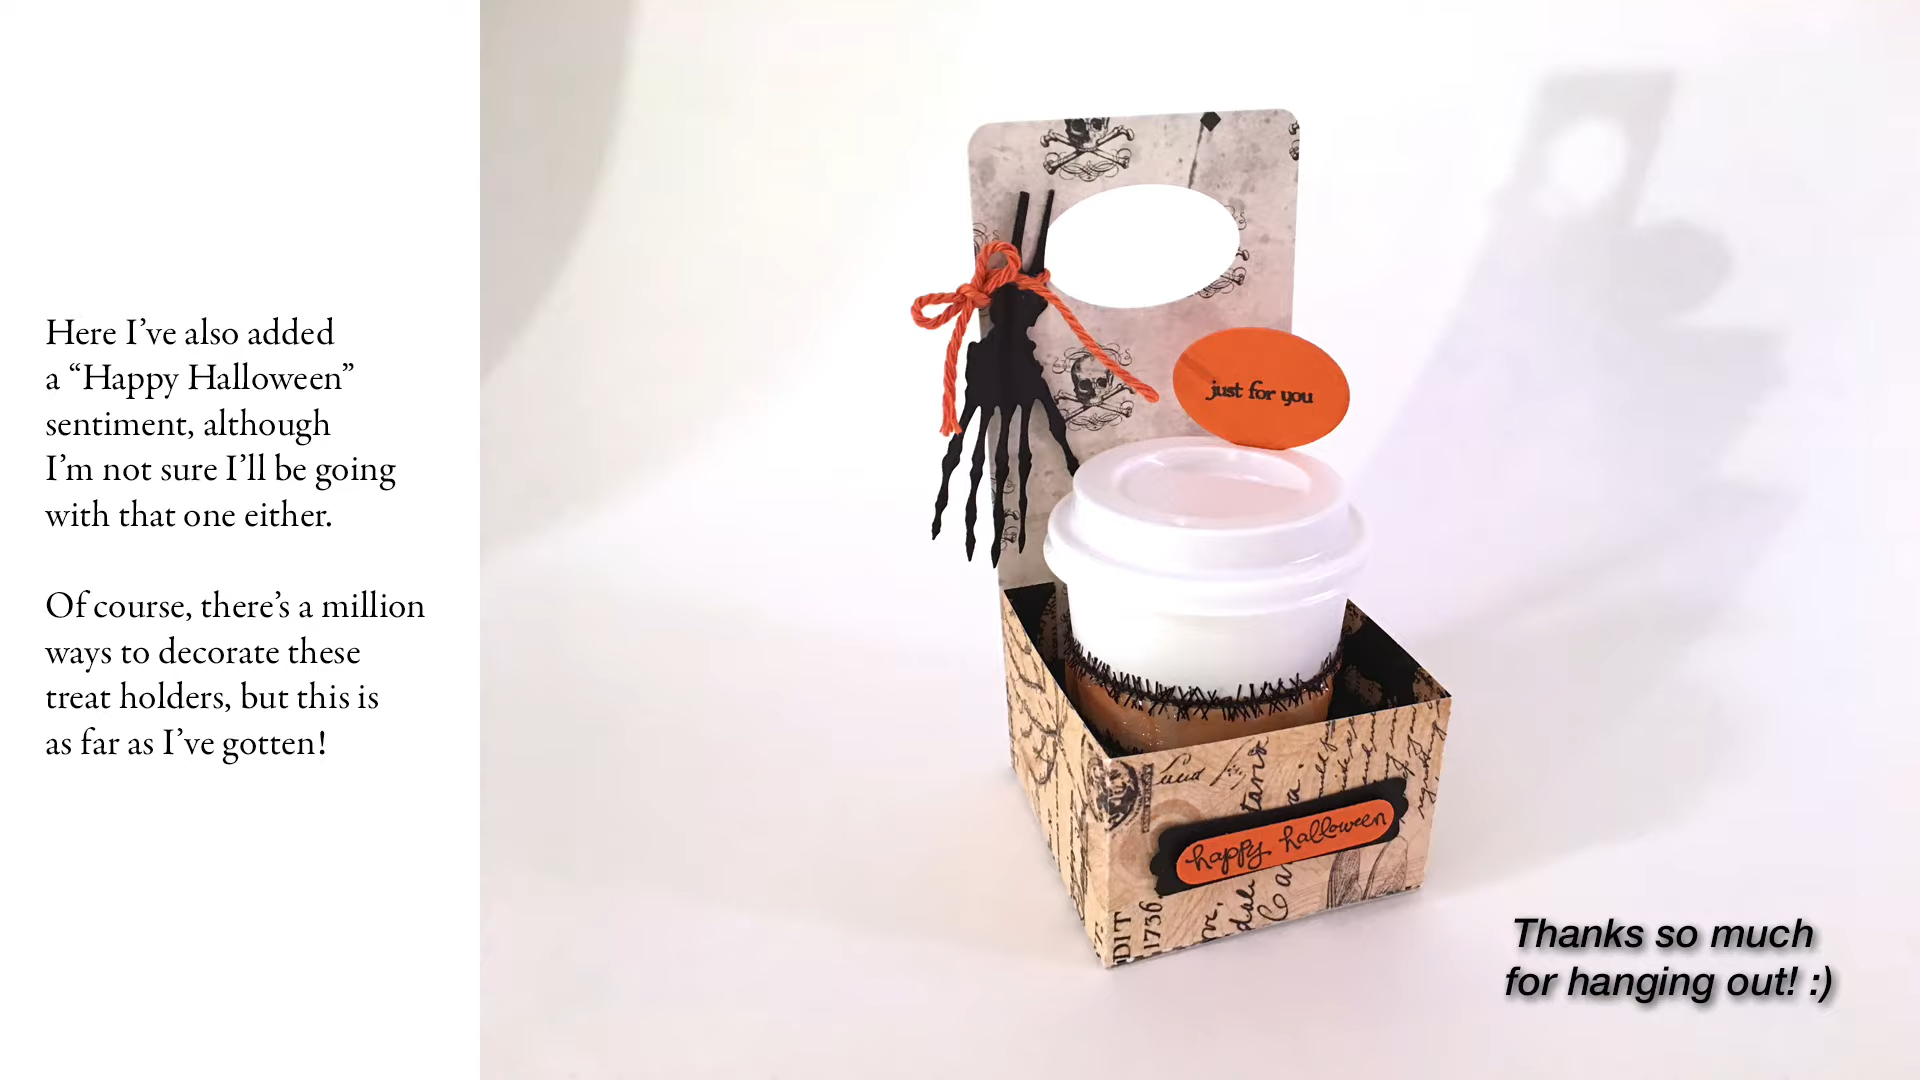 Here I’ve also added
a “Happy Halloween”
sentiment, although
I’m not sure I’ll be going
with that one either.
Of course, there’s a million
ways to decorate these
treat holders, but this is
as far as I’ve gotten!
just for you
happy halloween
DIT
1736
Thanks so much
for hanging out! :)